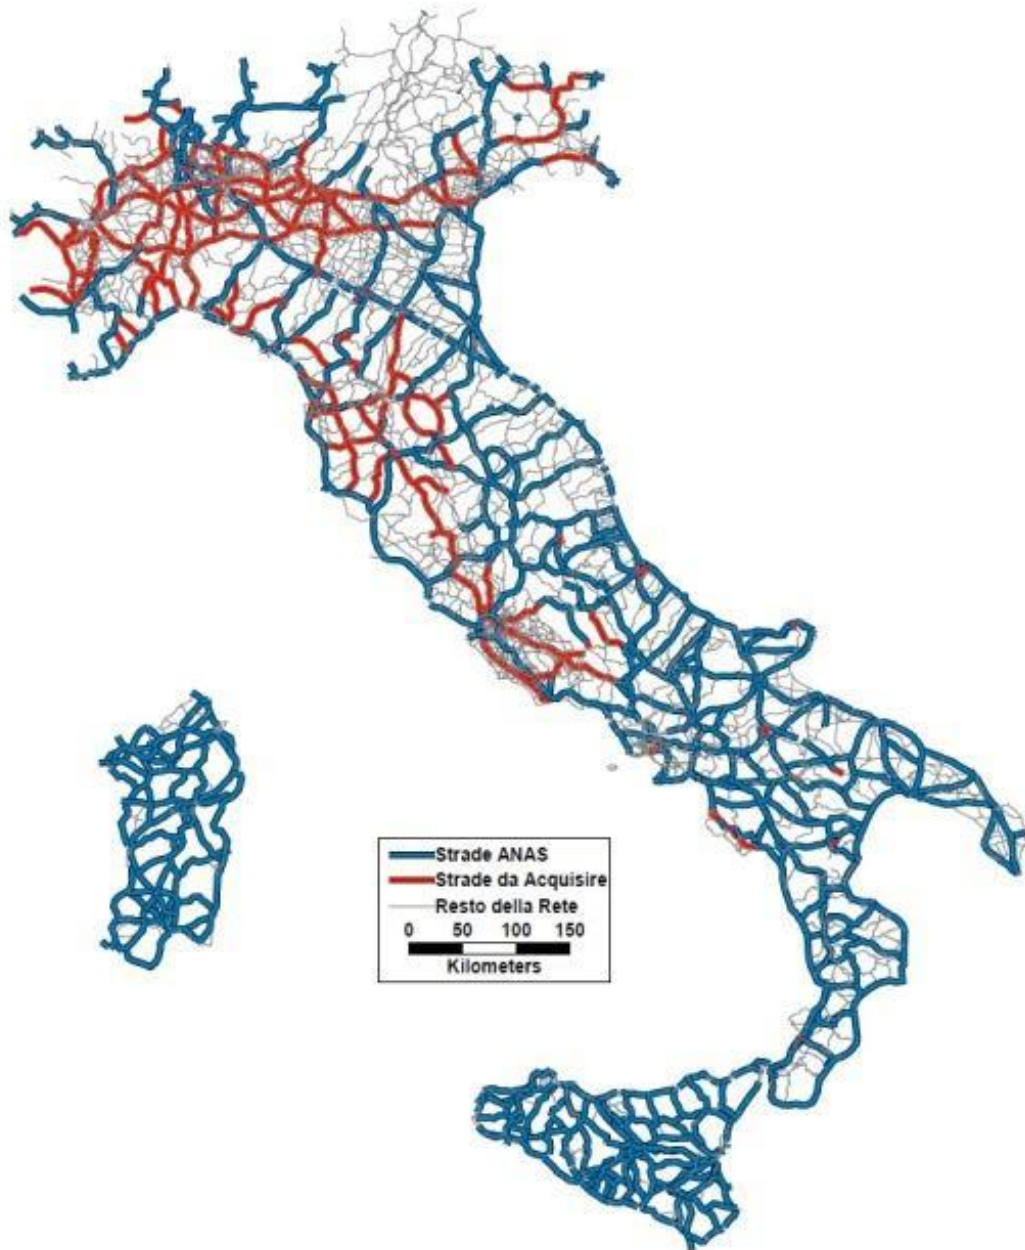 Strade ANAS
Strade da Acquisire
Resto della Rete
0 50 100 150
Kilometers